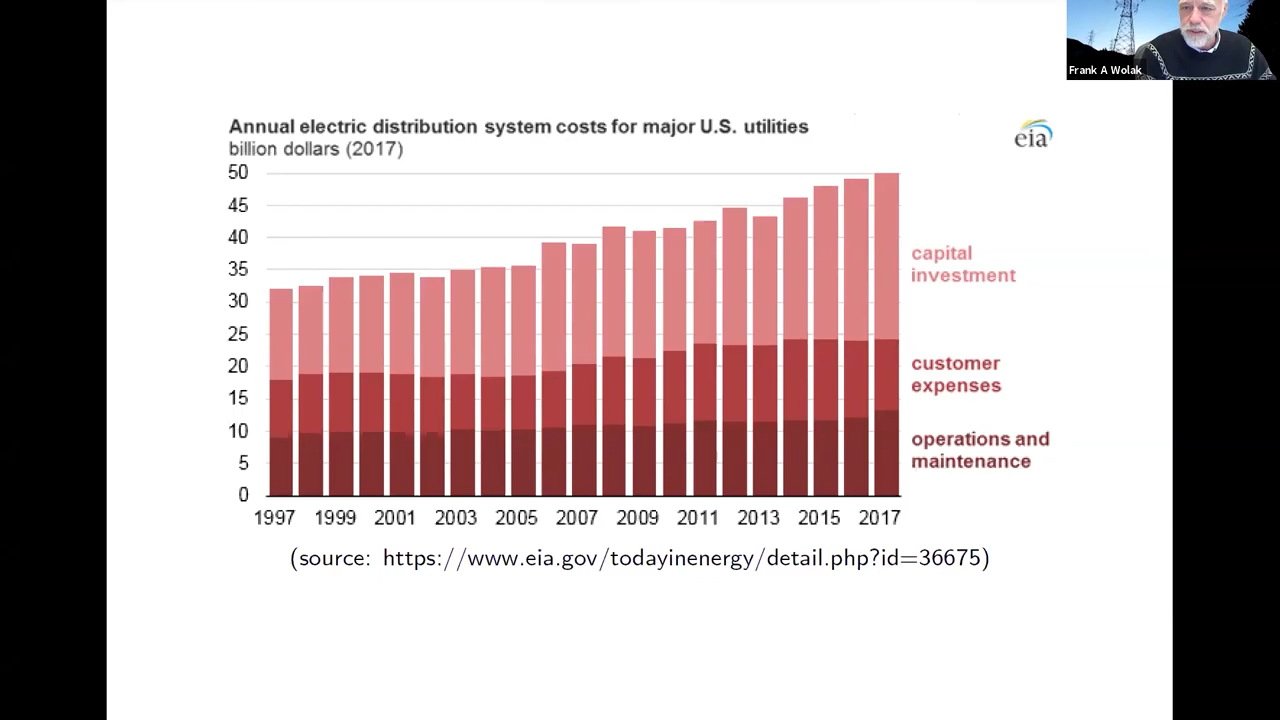 Frank A Wolak
Annual electric distribution system costs for major U.S. utilities
billion dollars (2017)
eia
50
45
40
35
30
25
20
15
10
5
0
capital
investment
customer
expenses
operations and
maintenance
1997 1999 2001 2003 2005 2007 2009 2011 2013 2015 2017
(source: https://www.eia.gov/todayinenergy/detail.php?id=36675)